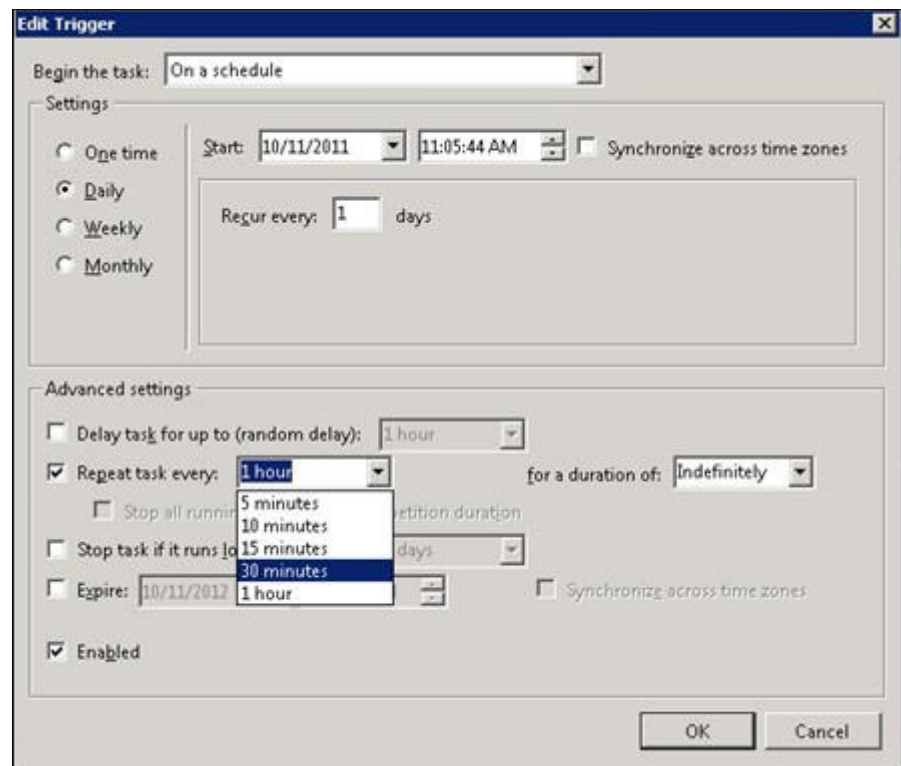 Edit Trigger
Begin the task: On a schedule
Settings
One time
Start: 10/11/2011 11:05:44 AM Synchronize across time zones
Daily
Recur every: 1 days
Weekly
Monthly
Advanced settings
Delay task for up to (random delay): 1 hour
Repeat task every: 1 hour for a duration of: Indefinitely
5 minutes
Stop all runnin etition duration
10 minutes
Stop task if it runs lo 15 minutes days
30 minutes
Expire: 10/11/2012 1 hour Synchronize across time zones
Enabled
OK Cancel